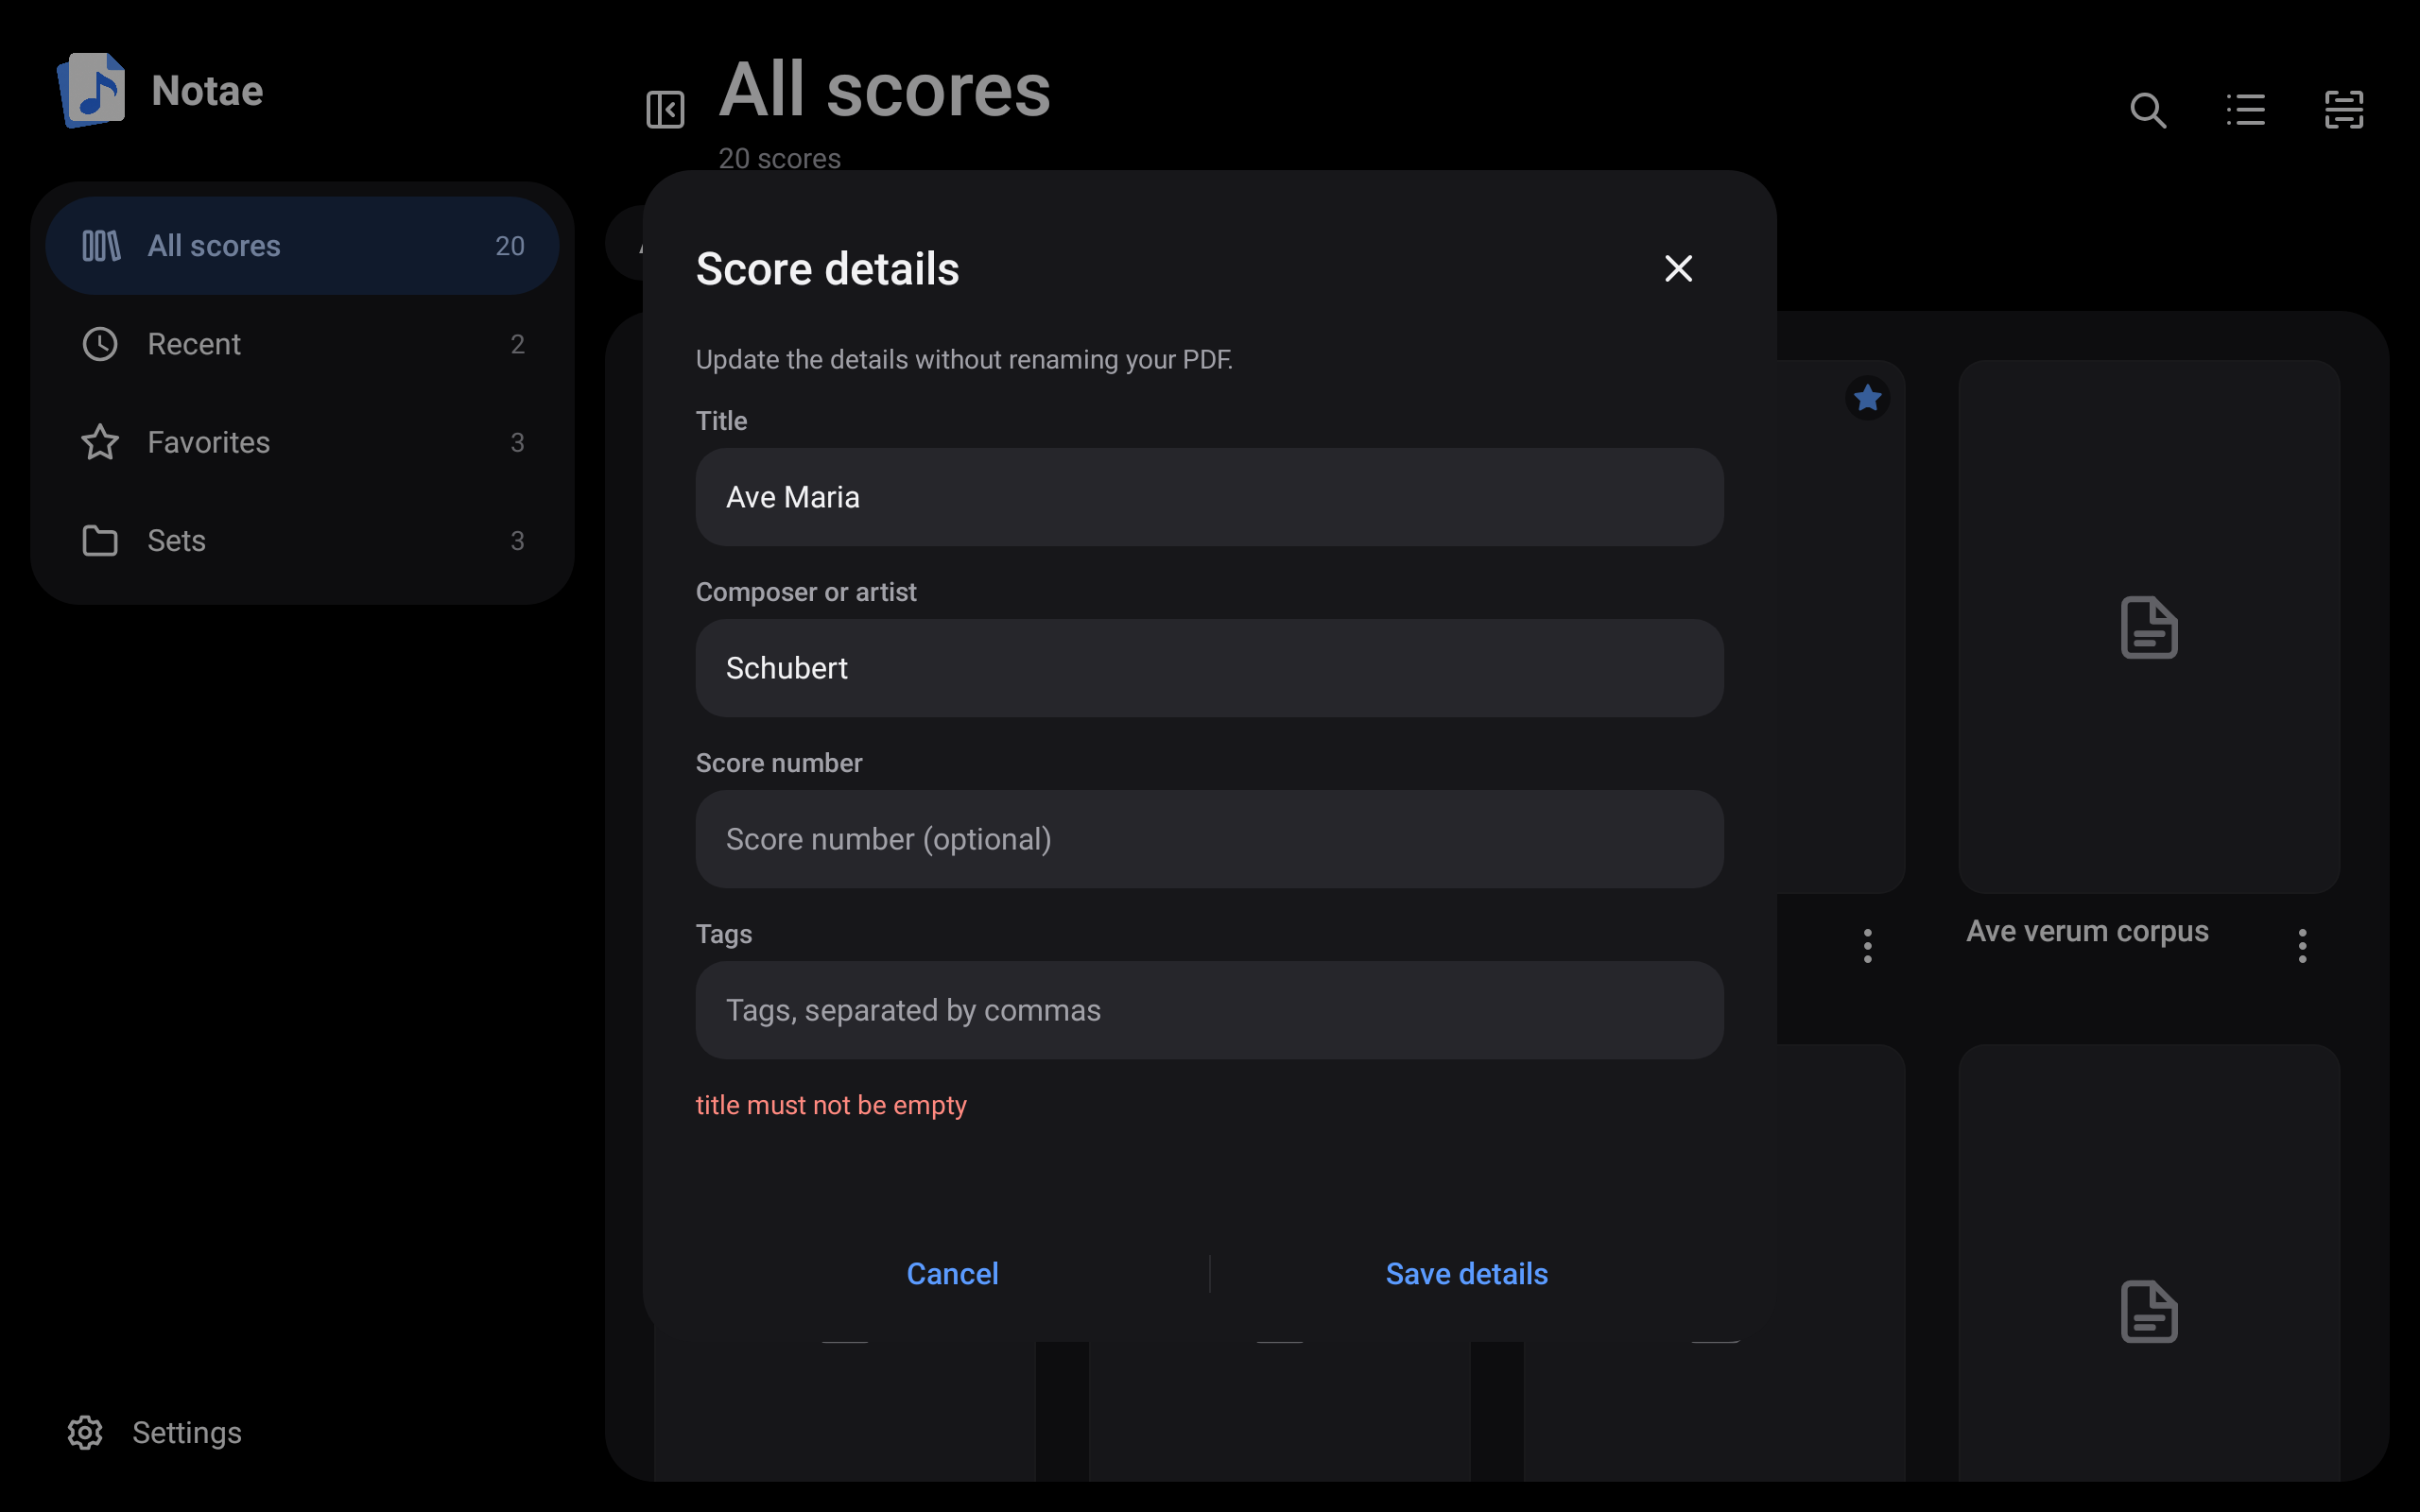 Notae
All scores
20 scores
All scores 20
Recent 2
Favorites 3
Sets 3
Settings
Score details
Update the details without renaming your PDF.
Title
Ave Maria
Composer or artist
Schubert
Score number
Score number (optional)
Tags
Tags, separated by commas
title must not be empty
Cancel
Save details
Ave verum corpus